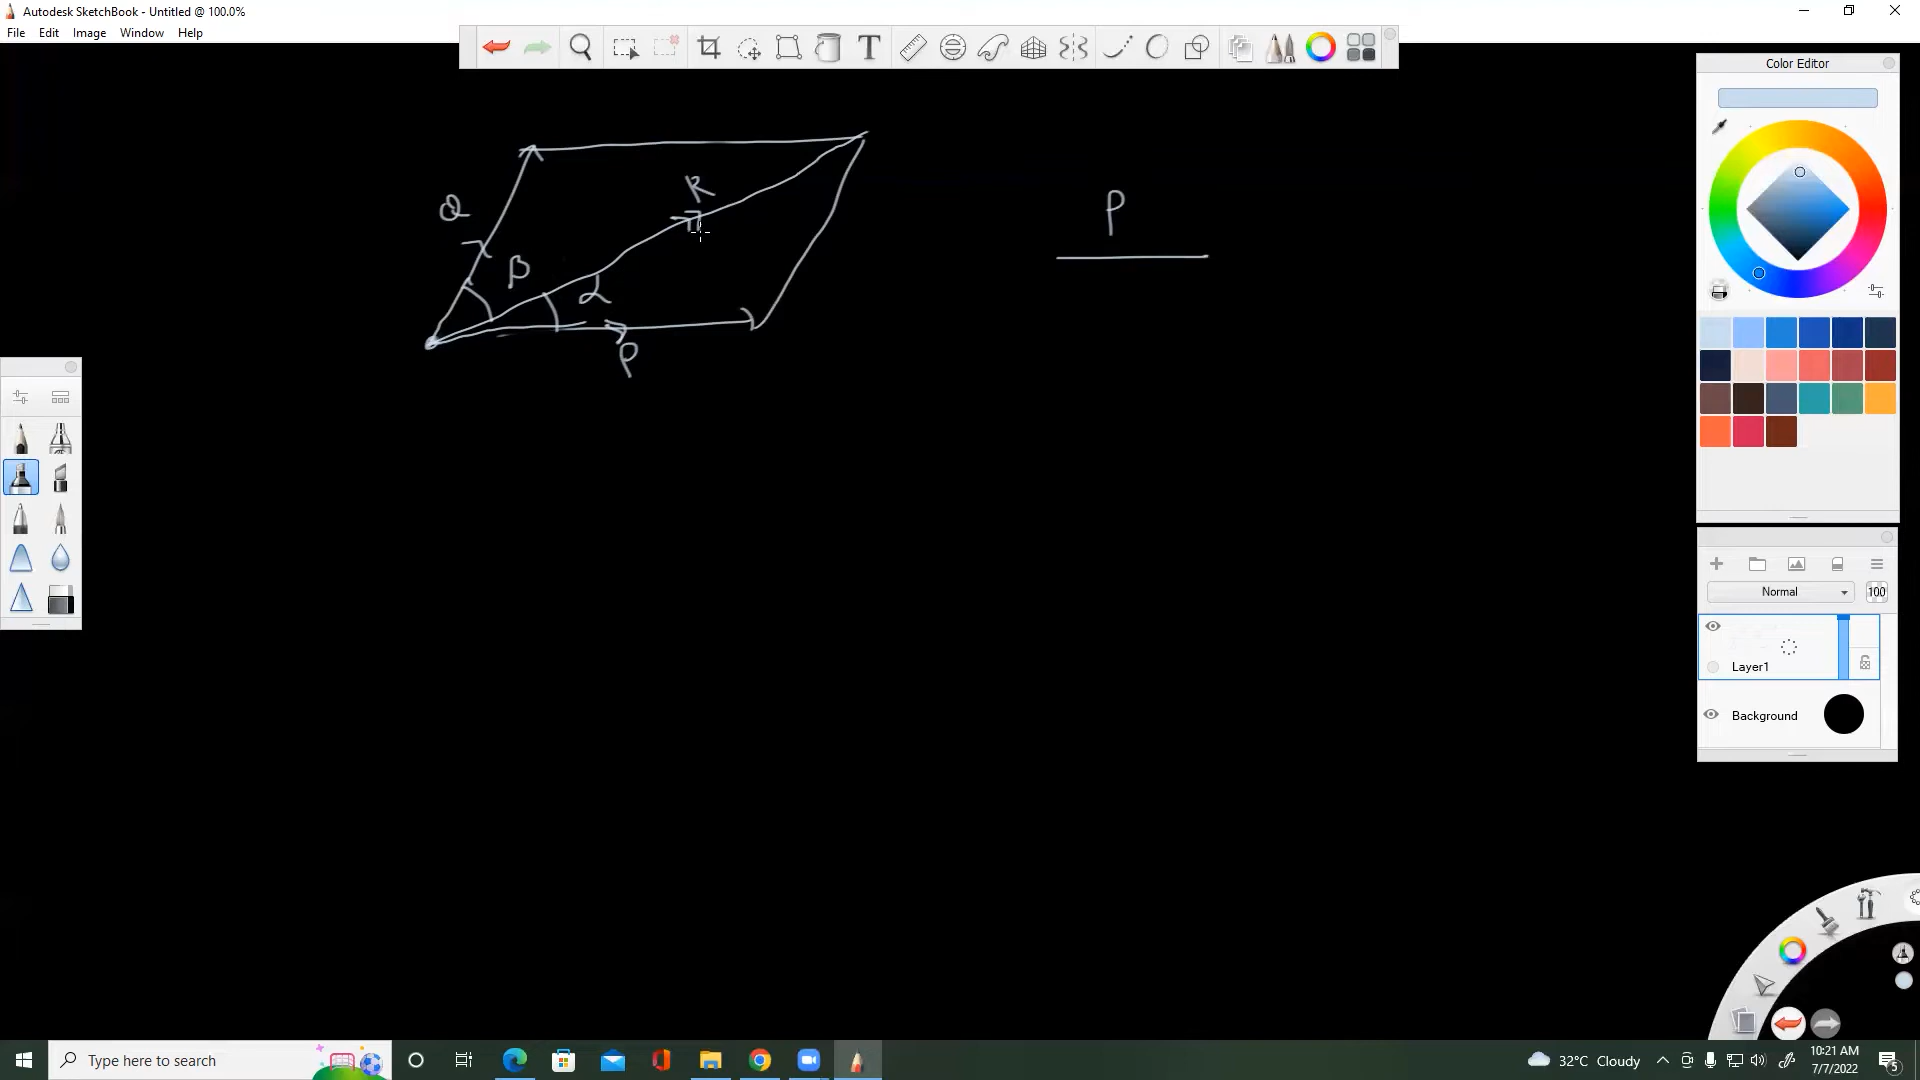 Autodesk SketchBook - Untitled @ 100.0%
File Edit Image Window Help
T
Color Editor
R
Q
P
β
α
P
Normal 100
Layer1
Background
Type here to search
32°C Cloudy
10:21 AM
7/7/2022
5